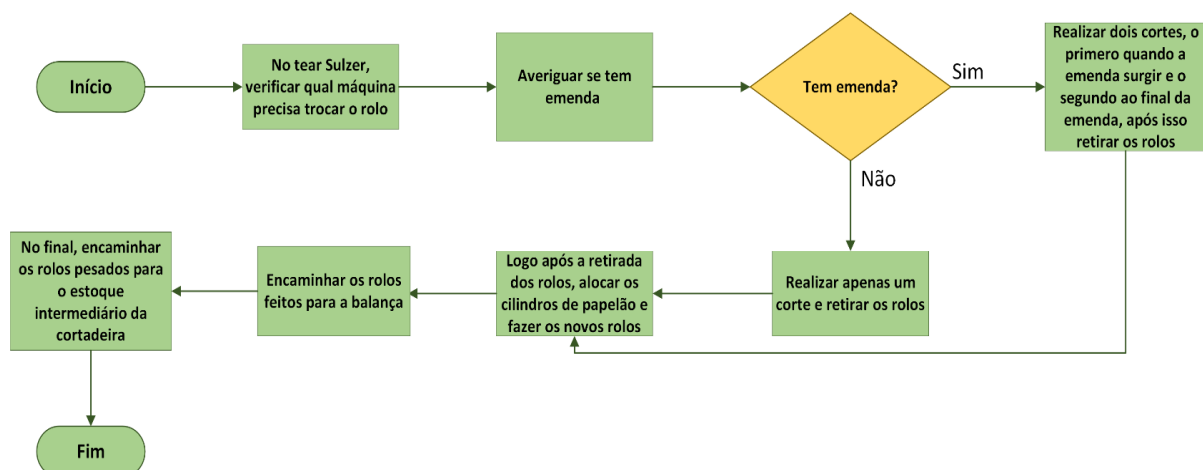 Início
No tear Sulzer,
verificar qual máquina
precisa trocar o rolo
Averiguar se tem
emenda
Tem emenda?
Sim
Realizar dois cortes, o
primeiro quando a
emenda surgir e o
segundo ao final da
emenda, após isso
retirar os rolos
Não
Realizar apenas um
corte e retirar os rolos
Logo após a retirada
dos rolos, alocar os
cilindros de papelão e
fazer os novos rolos
Encaminhar os rolos
feitos para a balança
No final, encaminhar
os rolos pesados para
o estoque
intermediário da
cortadeira
Fim